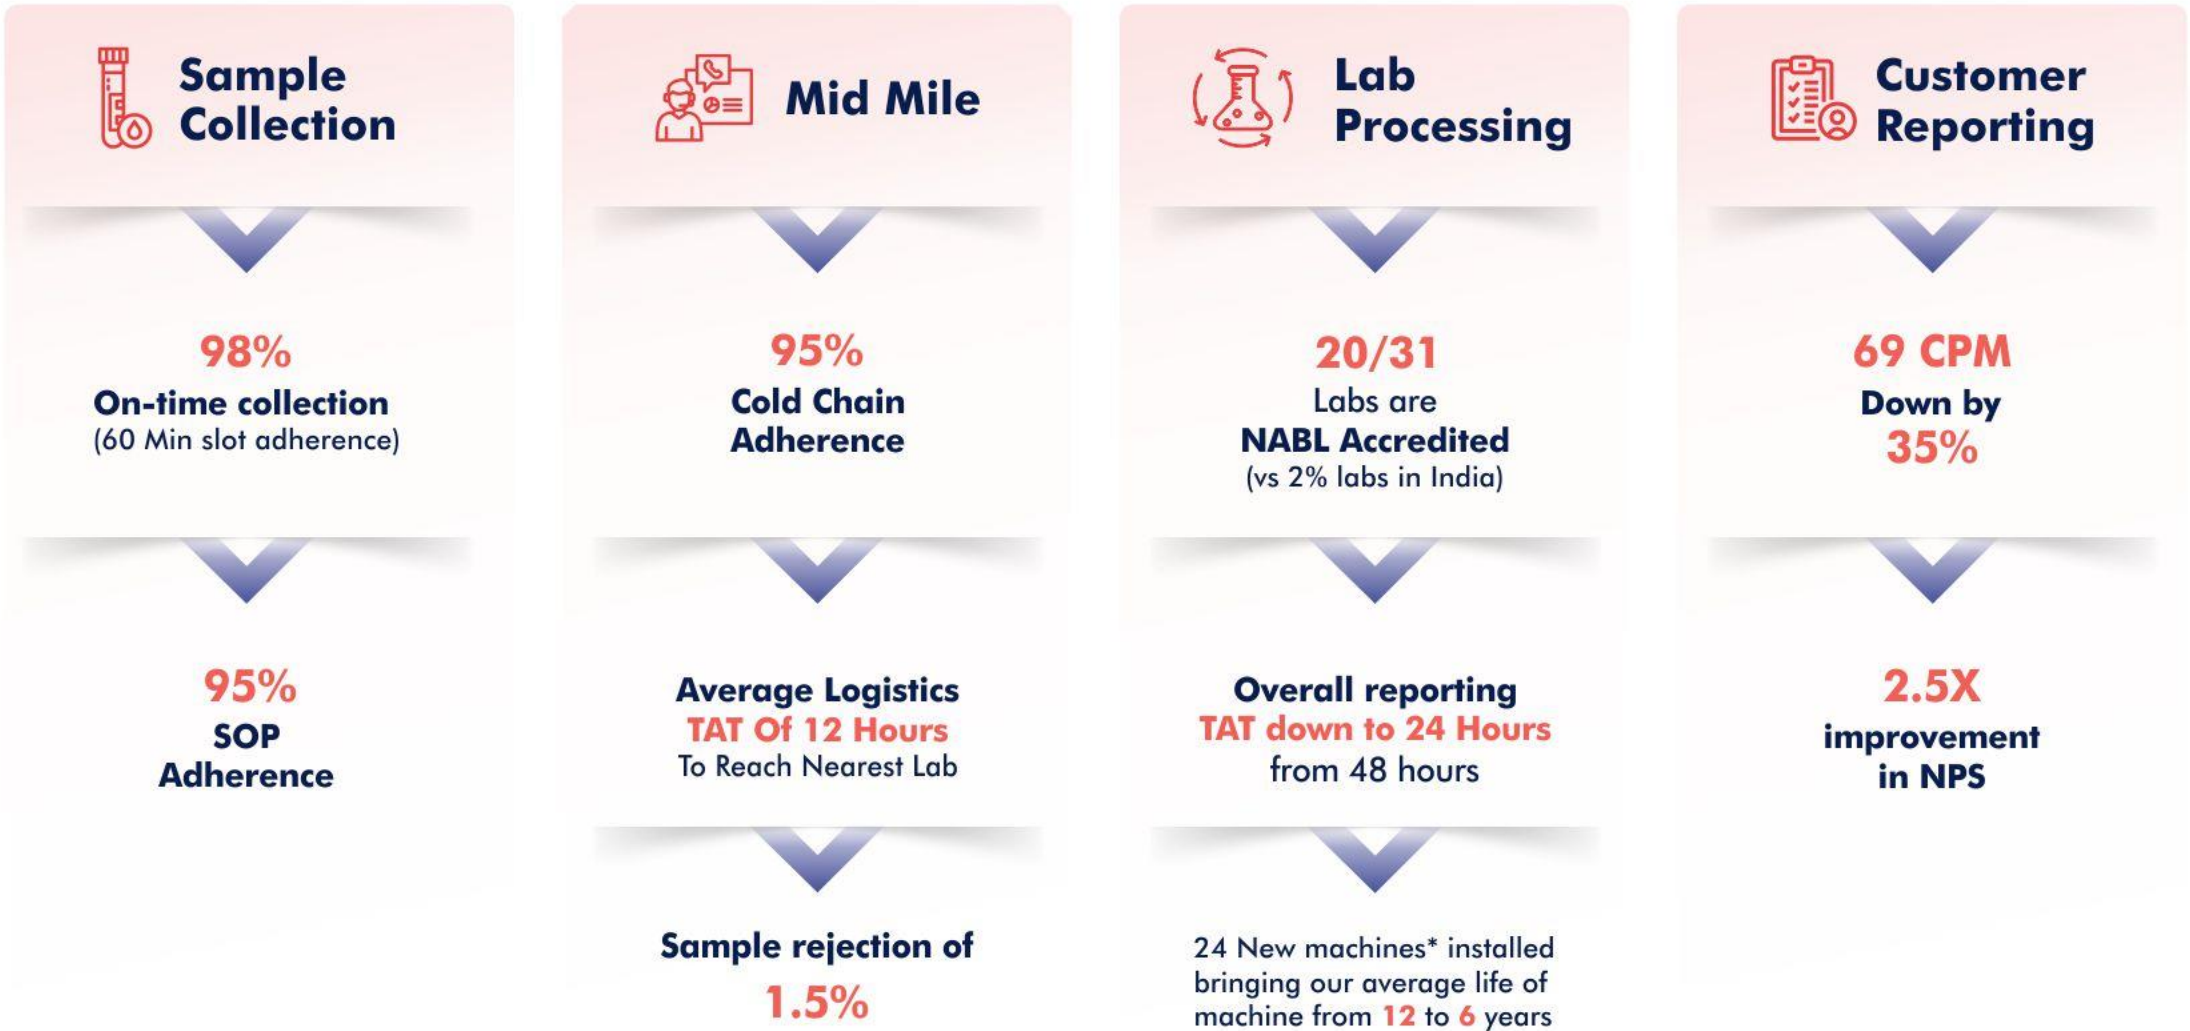 Sample
Collection
98%
On-time collection
(60 Min slot adherence)
95%
SOP
Adherence
Mid Mile
95%
Cold Chain
Adherence
Average Logistics
TAT Of 12 Hours
To Reach Nearest Lab
Sample rejection of
1.5%
Lab
Processing
20/31
Labs are
NABL Accredited
(vs 2% labs in India)
Overall reporting
TAT down to 24 Hours
from 48 hours
24 New machines* installed
bringing our average life of
machine from 12 to 6 years
Customer
Reporting
69 CPM
Down by
35%
2.5X
improvement
in NPS